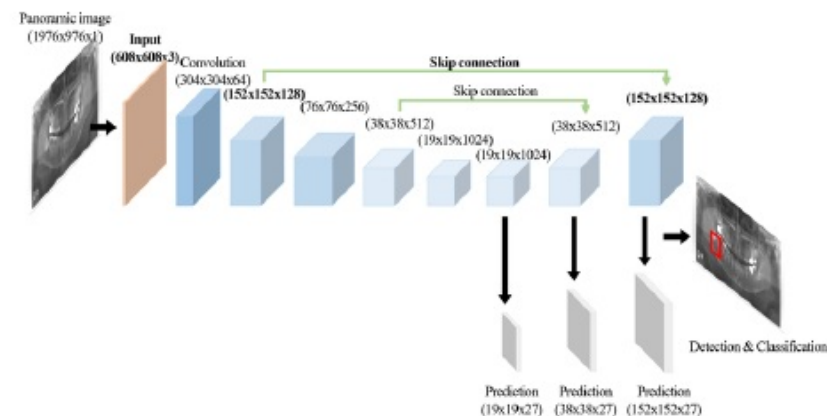 Panoramic image
(1976x976x1)
Input
(608x608x3)
Convolution
(304x304x64)
(152x152x128)
(76x76x256)
(38x38x512)
(19x19x1024)
(19x19x1024)
(38x38x512)
(152x152x128)
Skip connection
Skip connection
Detection & Classification
Prediction
(19x19x27)
Prediction
(38x38x27)
Prediction
(152x152x27)